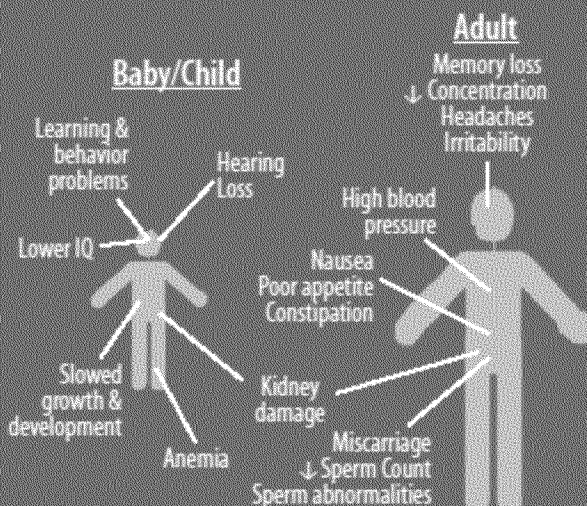 Baby/Child
Learning &
behavior
problems
Hearing
Loss
Lower IQ
Slowed
growth &
development
Anemia
Kidney
damage
Adult
Memory loss
↓ Concentration
Headaches
Irritability
High blood
pressure
Nausea
Poor appetite
Constipation
Miscarriage
↓ Sperm Count
Sperm abnormalities